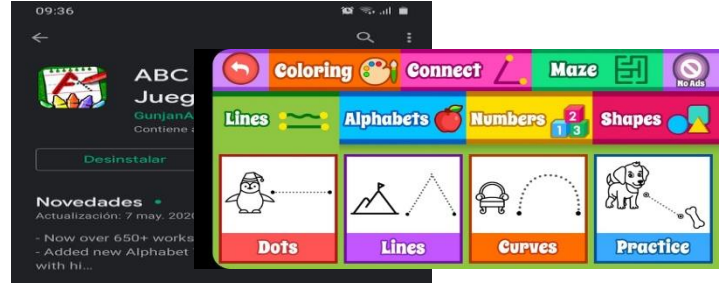 09:36
ABC
Jueg
GunjanA
Contiene a
Desinstalar
Novedades
Actualización: 7 may. 202
- Now over 650+ works
- Added new Alphabet
with hi...
Coloring
Connect
Maze
No Ads
Lines
Alphabets
Numbers
2
1 3
Shapes
Dots
Lines
Curves
Practice